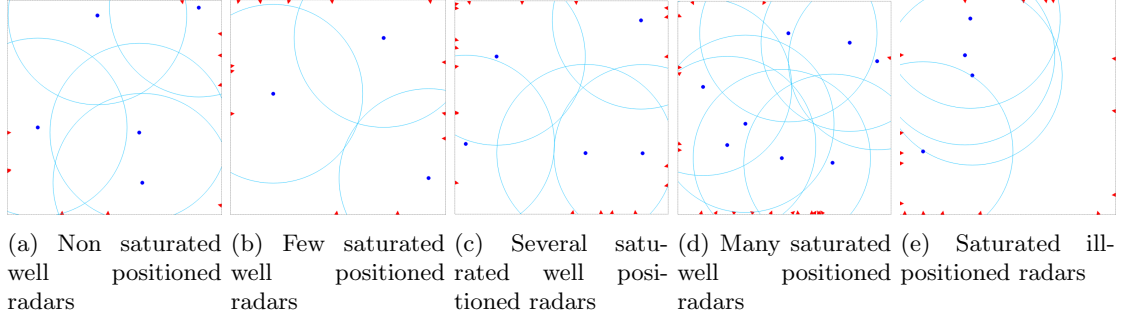 (a) Non saturated
well positioned
radars
(b) Few saturated
well positioned
radars
(c) Several satu-
rated well posi-
tioned radars
(d) Many saturated
well positioned
radars
(e) Saturated ill-
positioned radars